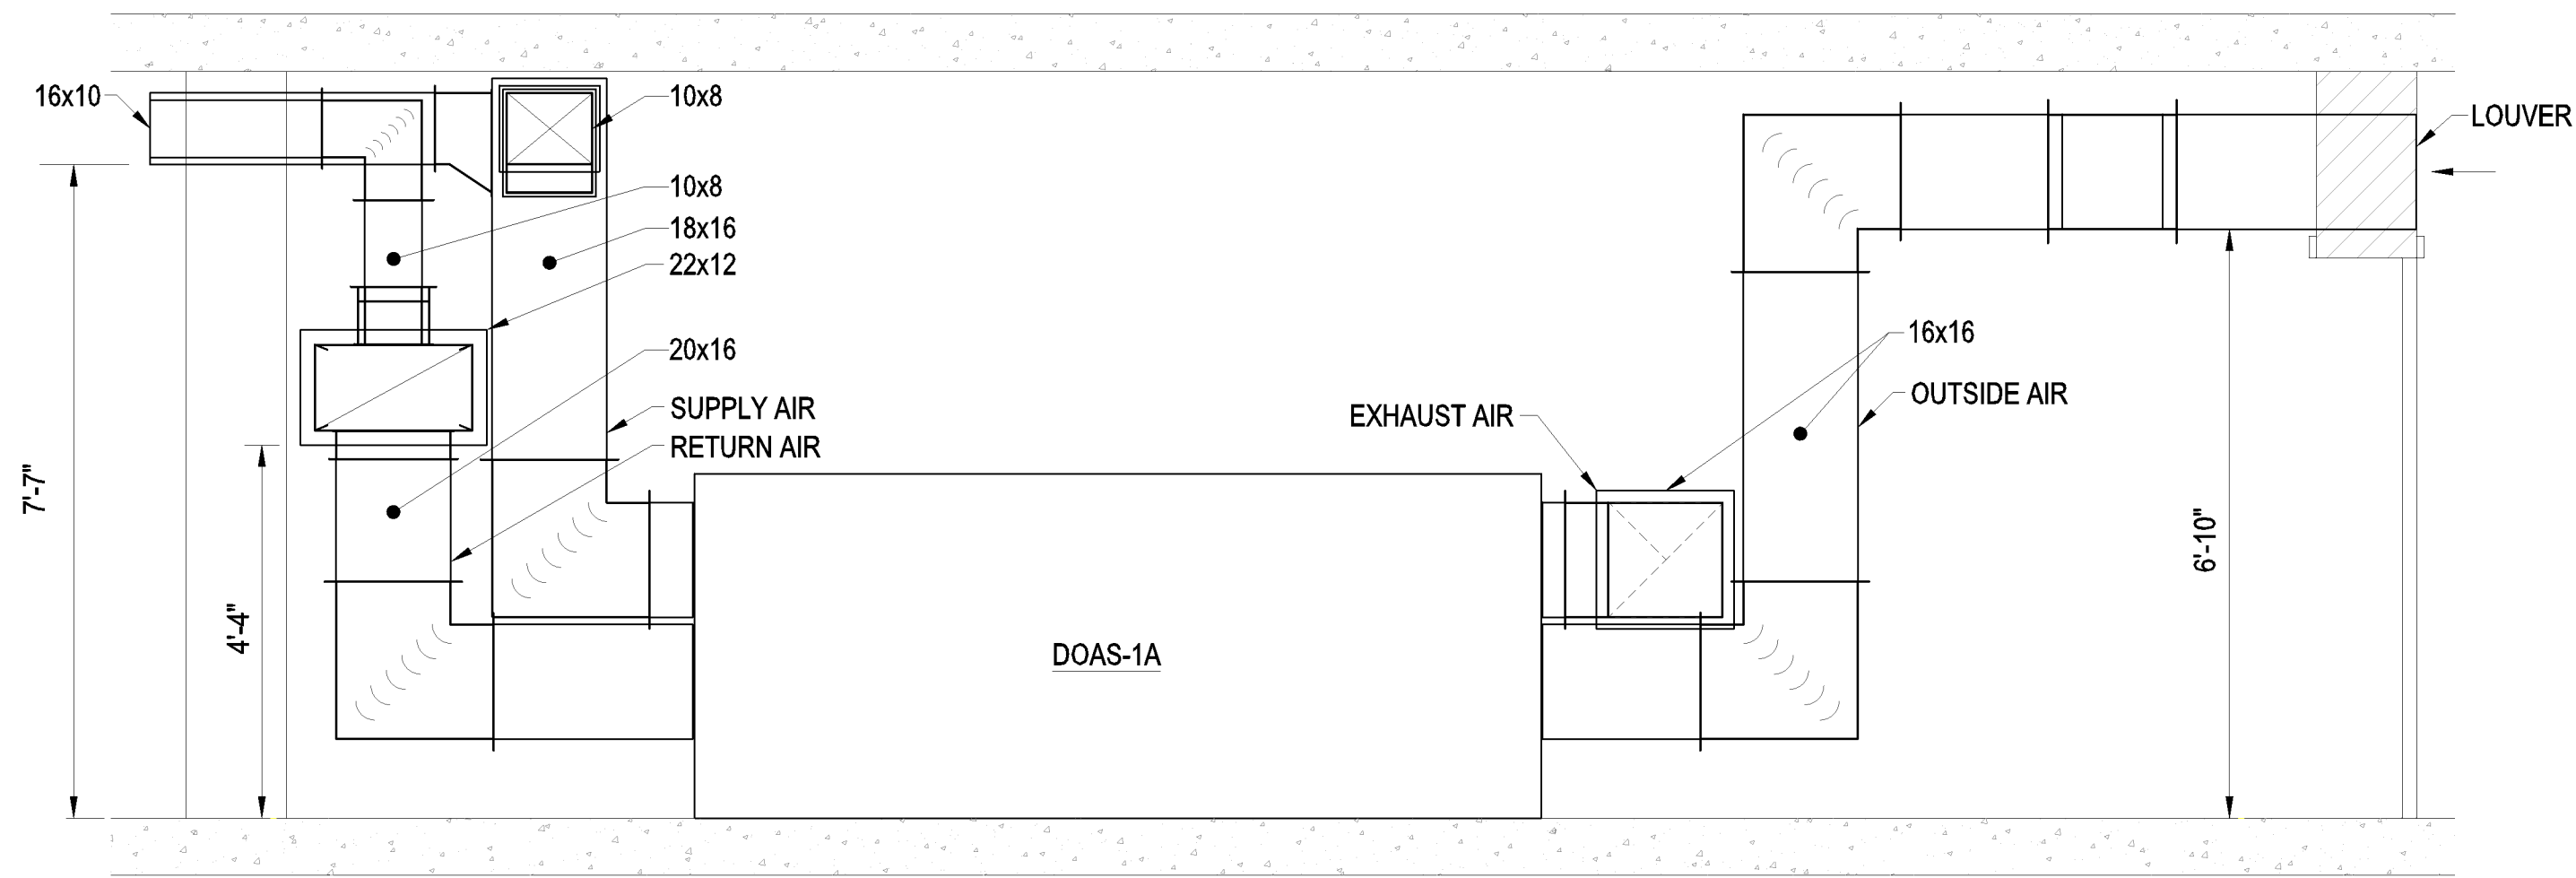 16x10
10x8
LOUVER
10x8
18x16
22x12
20x16
16x16
SUPPLY AIR
EXHAUST AIR
OUTSIDE AIR
RETURN AIR
7'-7"
4'-4"
6'-10"
DOAS-1A